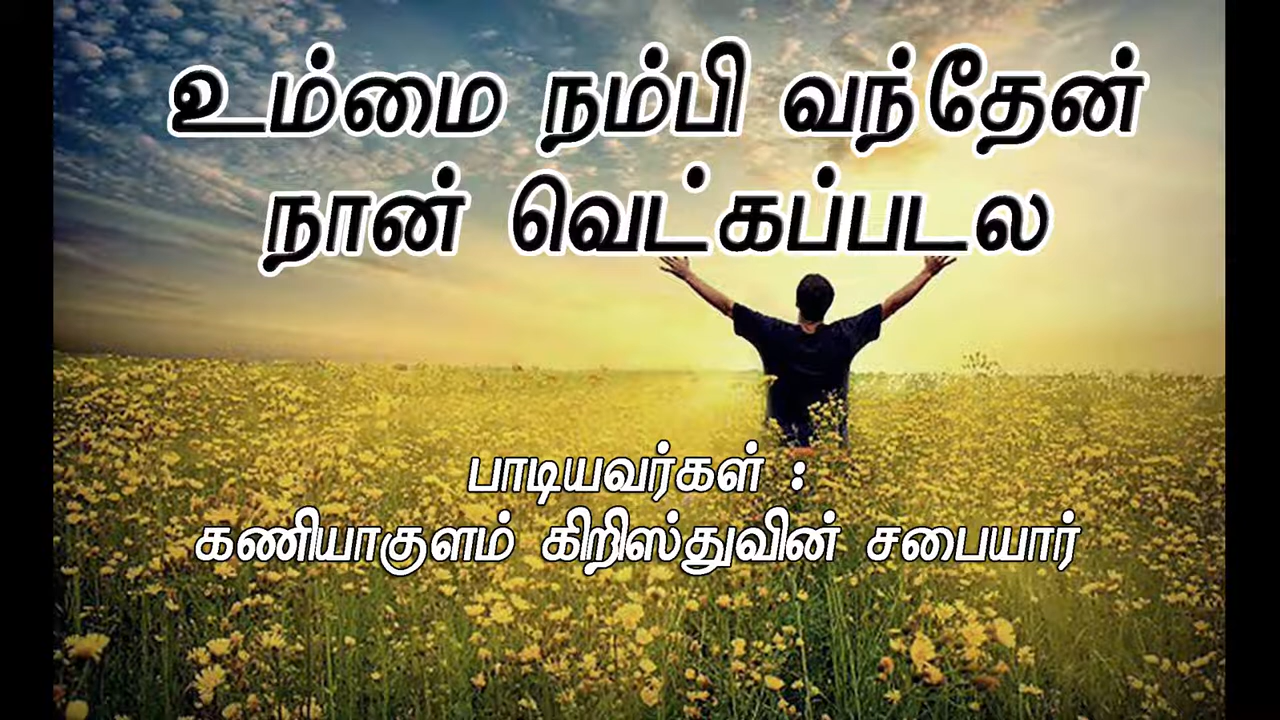 உம்மை நம்பி வந்தேன்
நான் வெட்கப்படல
பாடியவர்கள் :
கணியாகுளம் கிறிஸ்துவின் சபையார்